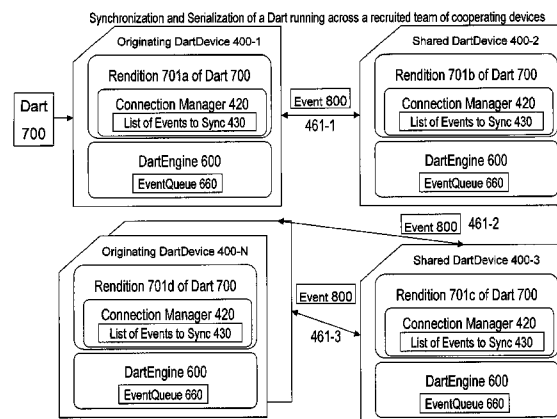 Synchronization and Serialization of a Dart running across a recruited team of cooperating devices
Originating DartDevice 400-1
Rendition 701a of Dart 700
Connection Manager 420
List of Events to Sync 430
DartEngine 600
EventQueue 660
Dart
700
Event 800
461-1
Shared DartDevice 400-2
Rendition 701b of Dart 700
Connection Manager 420
List of Events to Sync 430
DartEngine 600
EventQueue 660
Event 800
461-2
Originating DartDevice 400-N
Rendition 701d of Dart 700
Connection Manager 420
List of Events to Sync 430
DartEngine 600
EventQueue 660
Event 800
461-3
Shared DartDevice 400-3
Rendition 701c of Dart 700
Connection Manager 420
List of Events to Sync 430
DartEngine 600
EventQueue 660